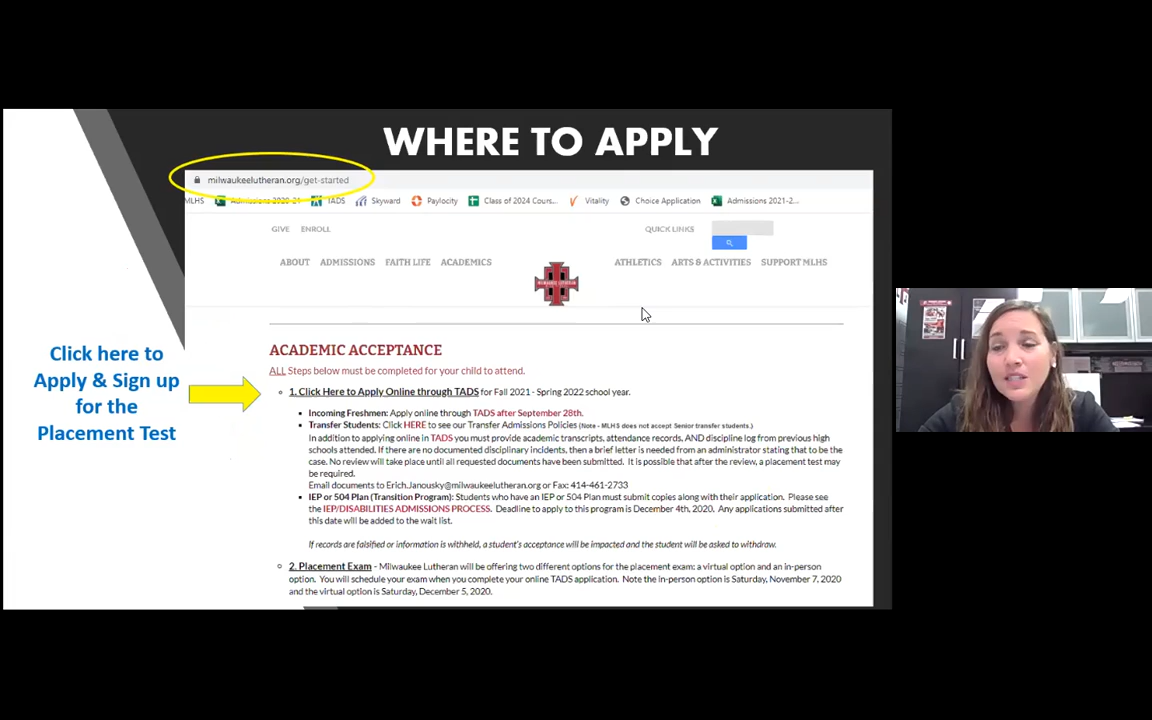 WHERE TO APPLY
milwaukeelutheran.org/get-started
MLHS Admissions 2020-21 TADS Skyward Paylocity Class of 2024 Cours... Vitality Choice Application Admissions 2021-2...
GIVE ENROLL QUICK LINKS
ABOUT ADMISSIONS FAITH LIFE ACADEMICS ATHLETICS ARTS & ACTIVITIES SUPPORT MLHS
MILWAUKEE LUTHERAN
Click here to
Apply & Sign up
for the
Placement Test
ACADEMIC ACCEPTANCE
ALL Steps below must be completed for your child to attend.
1. Click Here to Apply Online through TADS for Fall 2021 - Spring 2022 school year.
Incoming Freshmen: Apply online through TADS after September 28th.
Transfer Students: Click HERE to see our Transfer Admissions Policies (Note - MLHS does not accept Senior transfer students.)
In addition to applying online in TADS you must provide academic transcripts, attendance records, AND discipline log from previous high
schools attended. If there are no documented disciplinary incidents, then a brief letter is needed from an administrator stating that to be the
case. No review will take place until all requested documents have been submitted. It is possible that after the review, a placement test may
be required.
Email documents to Erich.Janousky@milwaukeelutheran.org or Fax: 414-461-2733
IEP or 504 Plan (Transition Program): Students who have an IEP or 504 Plan must submit copies along with their application. Please see
the IEP/DISABILITIES ADMISSIONS PROCESS. Deadline to apply to this program is December 4th, 2020. Any applications submitted after
this date will be added to the wait list.
If records are falsified or information is withheld, a student's acceptance will be impacted and the student will be asked to withdraw.
2. Placement Exam - Milwaukee Lutheran will be offering two different options for the placement exam: a virtual option and an in-person
option. You will schedule your exam when you complete your online TADS application. Note the in-person option is Saturday, November 7, 2020
and the virtual option is Saturday, December 5, 2020.